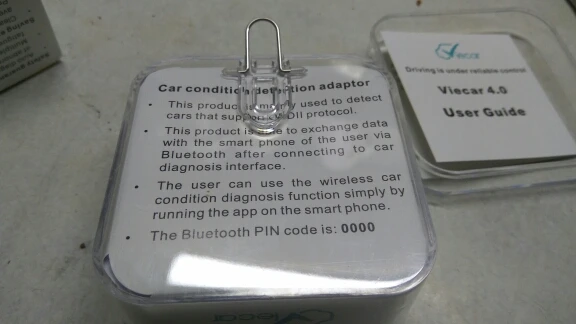 Car condition detection adaptor
• This product is mainly used to detect
cars that support OBDII protocol.
• This product is able to exchange data
with the smart phone of the user via
Bluetooth after connecting to car
diagnosis interface.
• The user can use the wireless car
condition diagnosis function simply by
running the app on the smart phone.
• The Bluetooth PIN code is: 0000
Viecar
Viecar
Driving is under reliable control
Viecar 4.0
User Guide